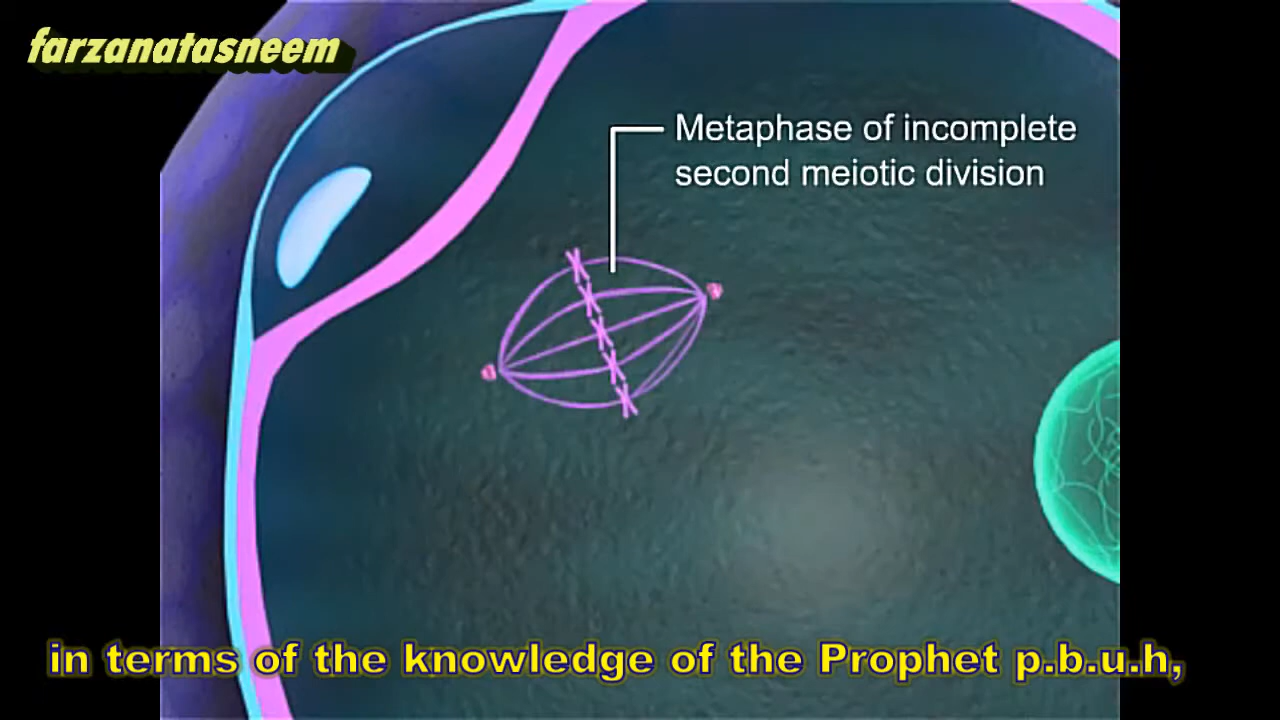 farzanatasneem
Metaphase of incomplete
second meiotic division
in terms of the knowledge of the Prophet p.b.u.h,